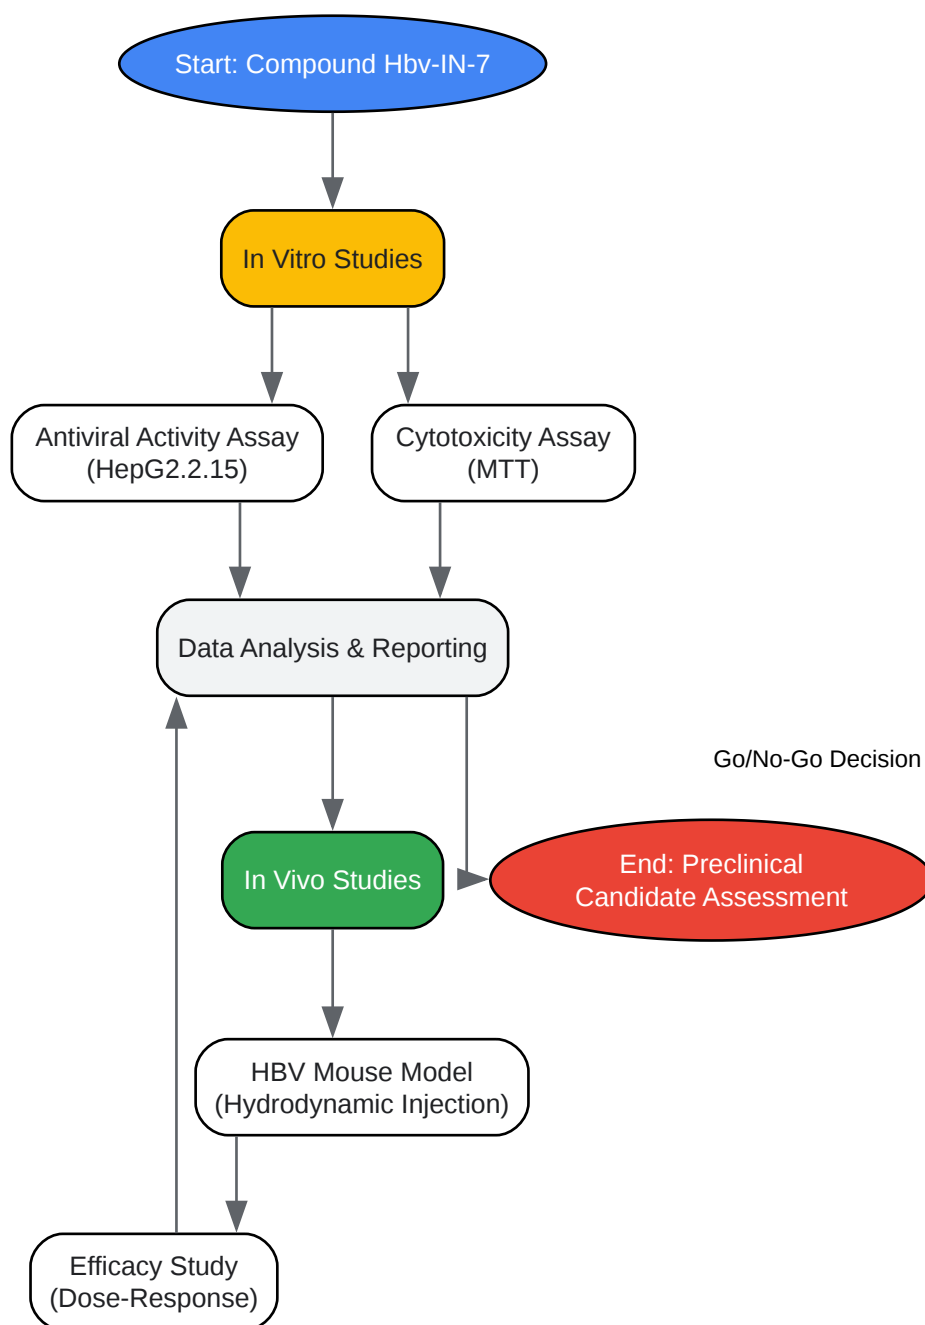 Start: Compound Hbv-IN-7
In Vitro Studies
Antiviral Activity Assay
(HepG2.2.15)
Cytotoxicity Assay
(MTT)
Data Analysis & Reporting
Go/No-Go Decision
In Vivo Studies
End: Preclinical
Candidate Assessment
HBV Mouse Model
(Hydrodynamic Injection)
Efficacy Study
(Dose-Response)